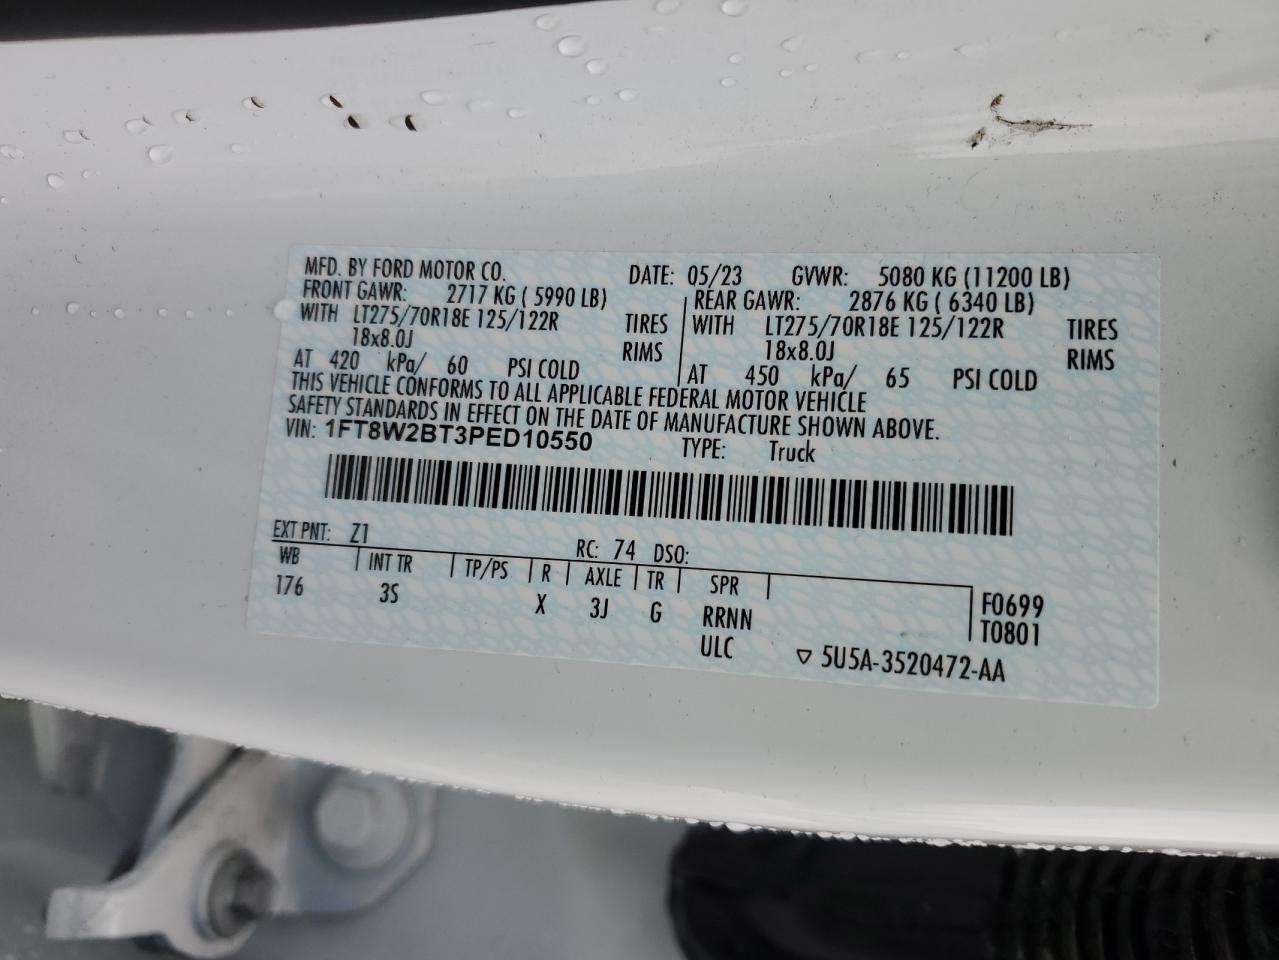 MFD. BY FORD MOTOR CO. DATE: 05/23 GVWR: 5080 KG (11200 LB)
FRONT GAWR: 2717 KG ( 5990 LB) REAR GAWR: 2876 KG ( 6340 LB)
WITH LT275/70R18E 125/122R TIRES WITH LT275/70R18E 125/122R TIRES
18x8.0J RIMS 18x8.0J RIMS
AT 420 kPa/ 60 PSI COLD AT 450 kPa/ 65 PSI COLD
THIS VEHICLE CONFORMS TO ALL APPLICABLE FEDERAL MOTOR VEHICLE
SAFETY STANDARDS IN EFFECT ON THE DATE OF MANUFACTURE SHOWN ABOVE.
VIN: 1FT8W2BT3PED10550 TYPE: Truck
EXT PNT: Z1 RC: 74 DSO:
WB INT TR TP/PS R AXLE TR SPR
176 3S X 3J G RRNN F0699
ULC T0801
▽ 5U5A-3520472-AA